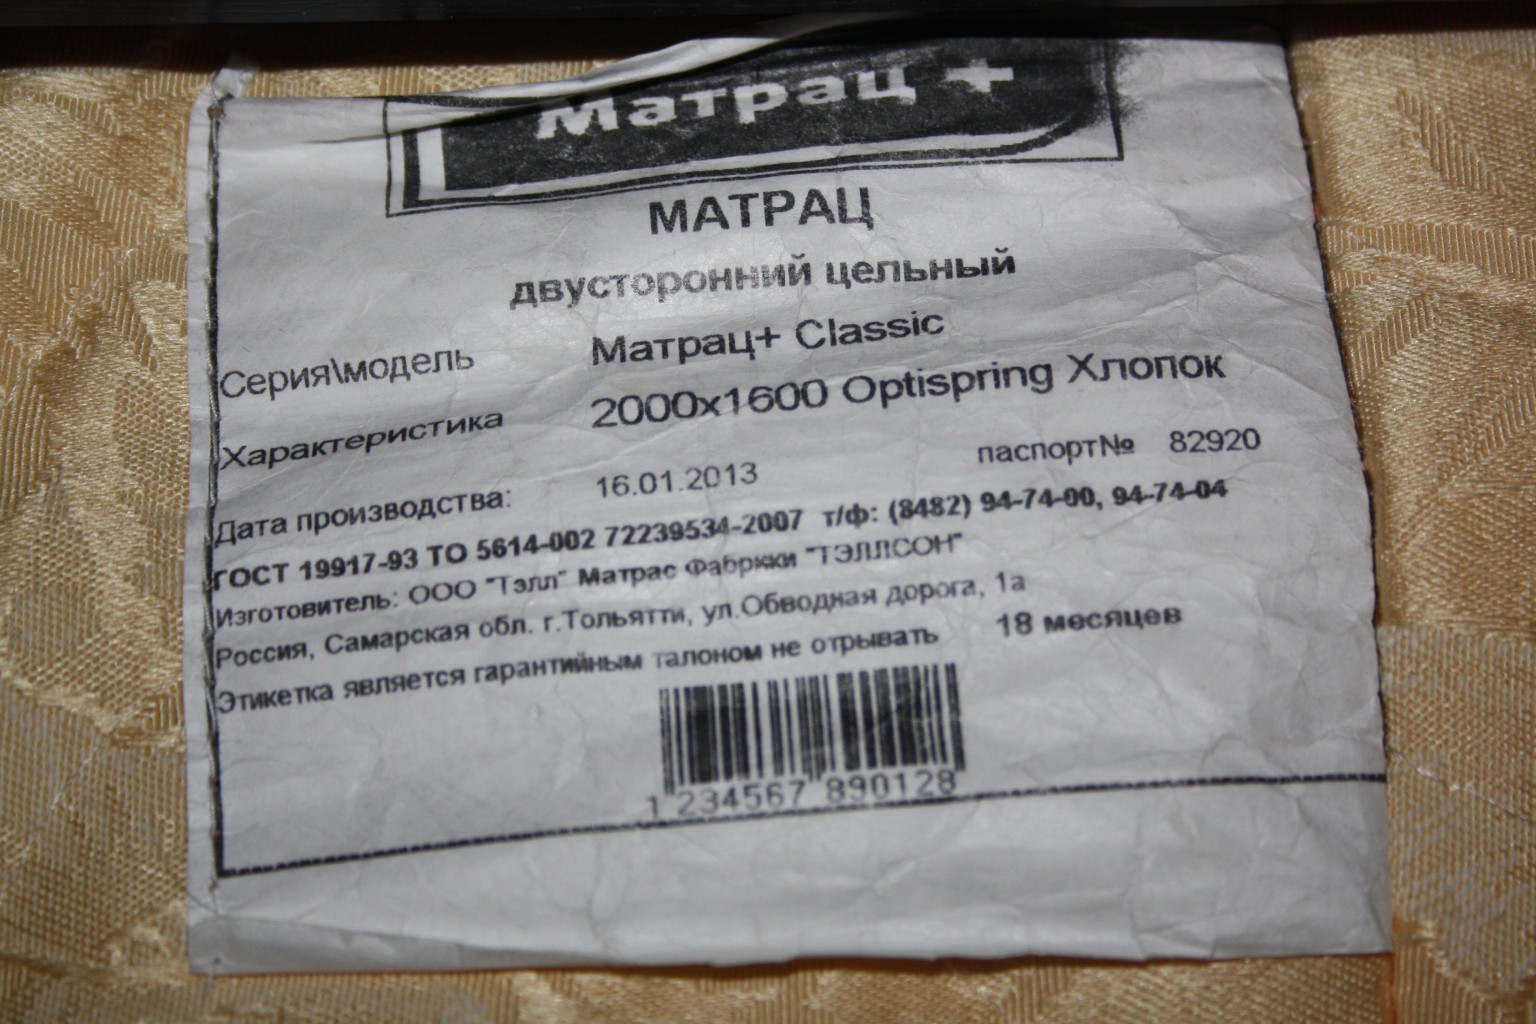 Матрац +
МАТРАЦ
двусторонний цельный
Серия\модель Матрац+ Classic
Характеристика 2000x1600 Optispring Хлопок
Дата производства: 16.01.2013 паспорт№ 82920
ГОСТ 19917-93 ТО 5614-002 72239534-2007 т/ф: (8482) 94-74-00, 94-74-04
Изготовитель: ООО "Тэлл" Матрас Фабрики "ТЭЛЛСОН"
Россия, Самарская обл. г.Тольятти, ул.Обводная дорога, 1а
Этикетка является гарантийным талоном не отрывать 18 месяцев
1 234567 890128